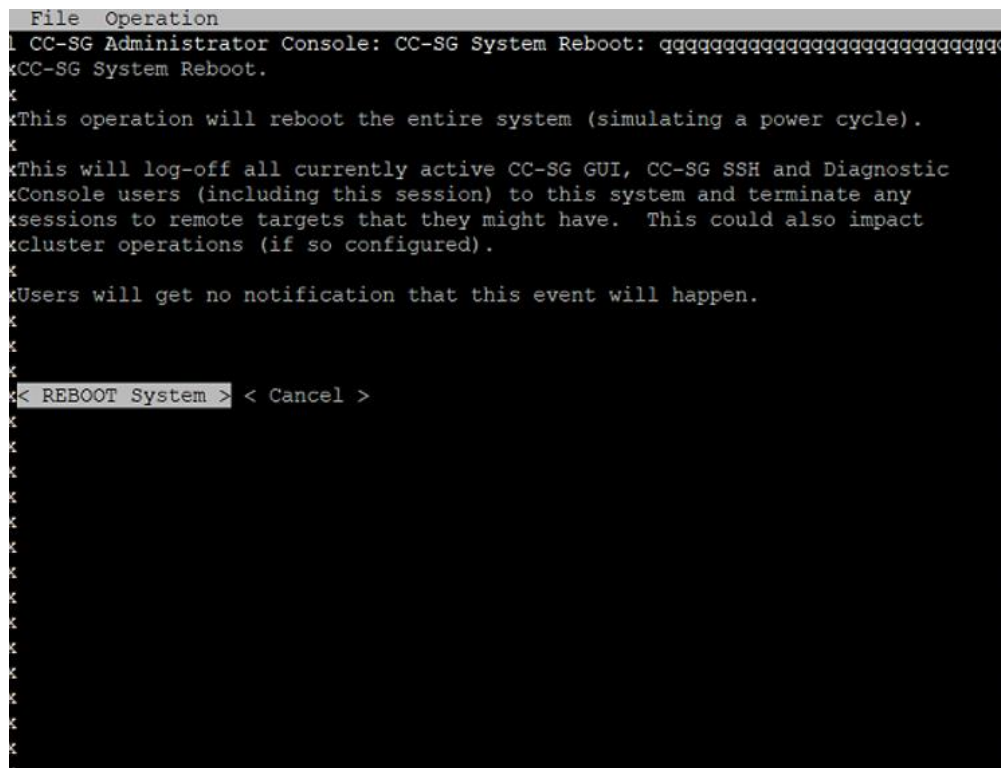 File Operation
l CC-SG Administrator Console: CC-SG System Reboot: qqqqqqqqqqqqqqqqqqqqqqqqqqq
xCC-SG System Reboot.
x
xThis operation will reboot the entire system (simulating a power cycle).
x
xThis will log-off all currently active CC-SG GUI, CC-SG SSH and Diagnostic
xConsole users (including this session) to this system and terminate any
xsessions to remote targets that they might have. This could also impact
xcluster operations (if so configured).
x
xUsers will get no notification that this event will happen.
x
x
x
x< REBOOT System > < Cancel >
x
x
x
x
x
x
x
x
x
x
x
x
x
x